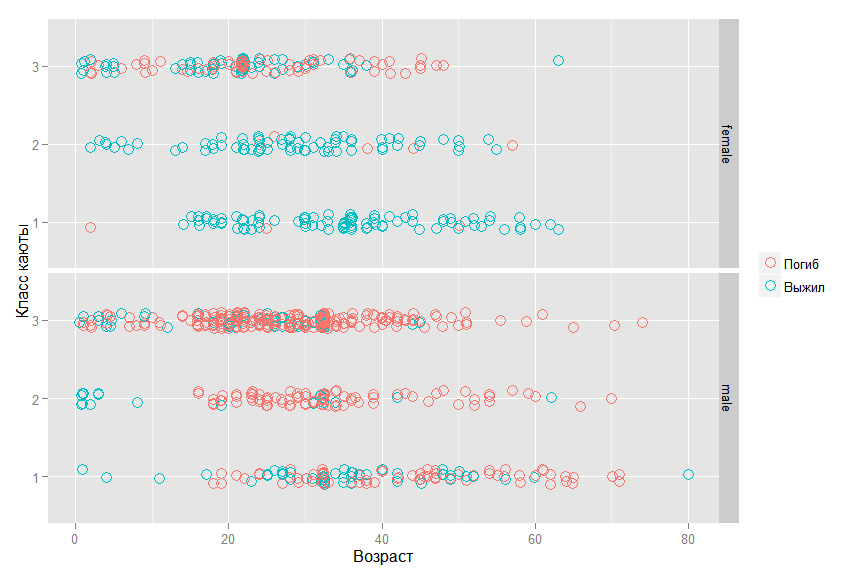 3
2
1
female
3
2
1
male
0
20
40
60
80
Возраст
Класс каюты
Погиб
Выжил